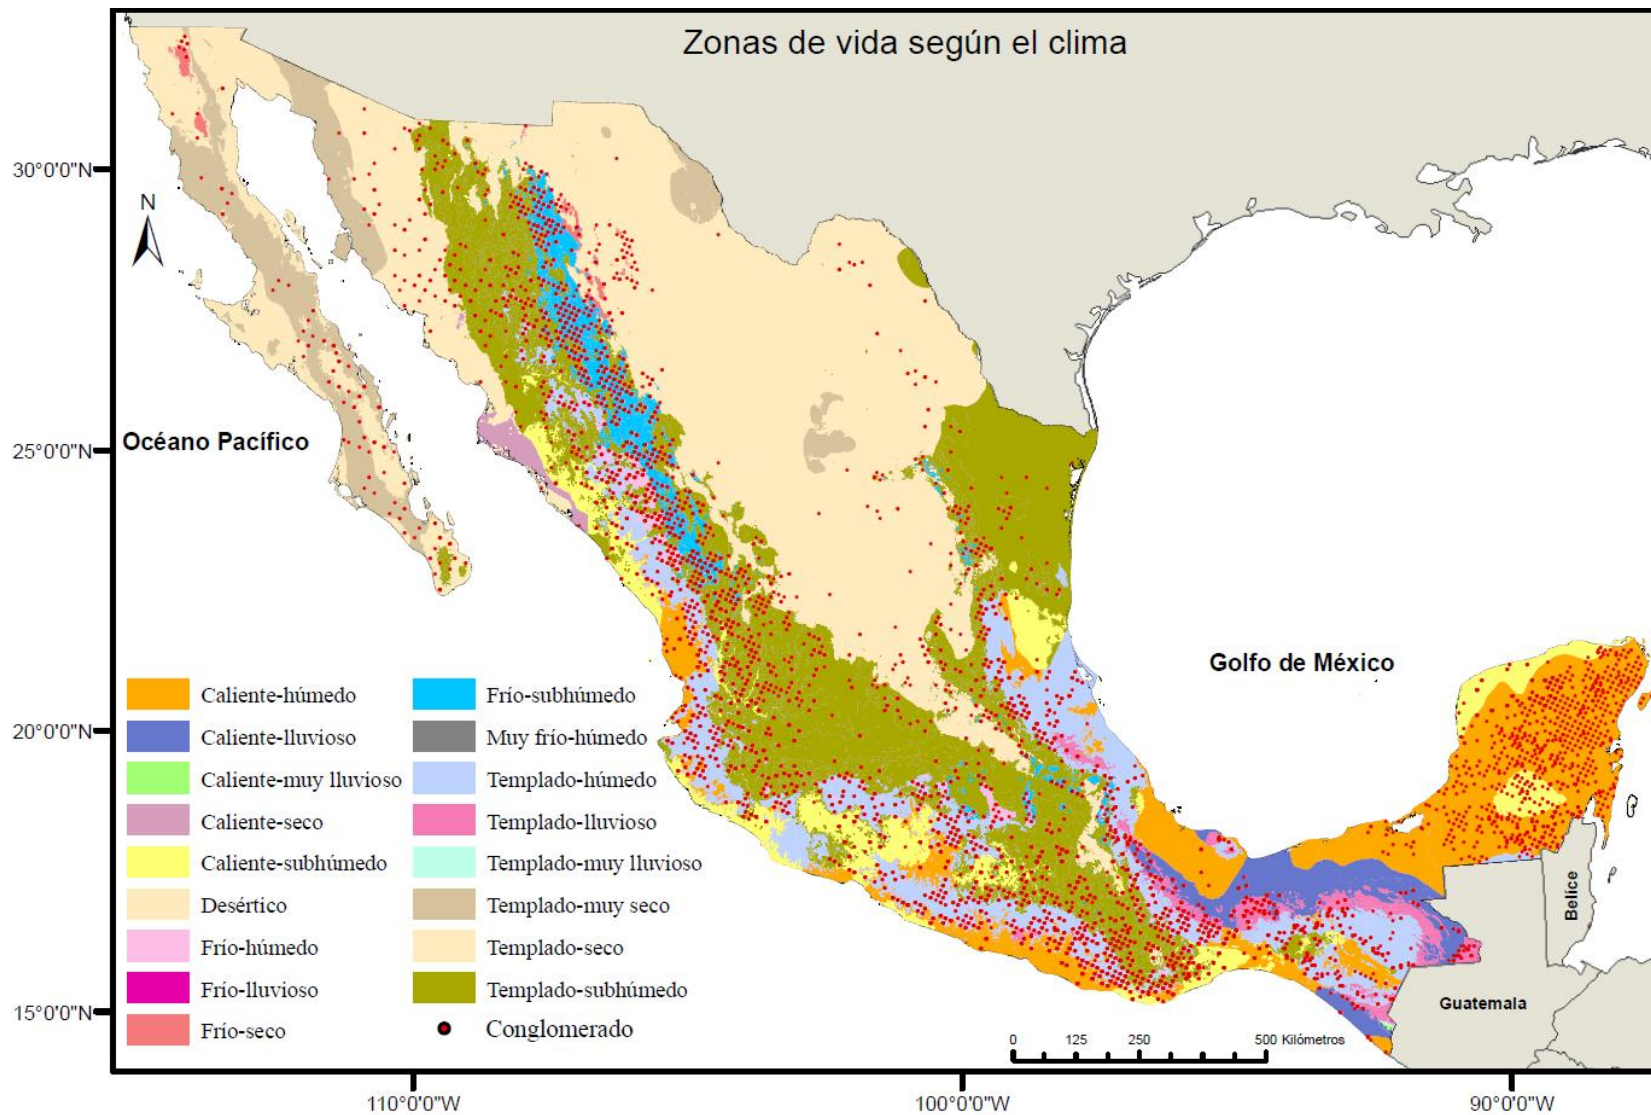 Zonas de vida según el clima
30°0'0"N
25°0'0"N
20°0'0"N
15°0'0"N
N
Océano Pacífico
Golfo de México
Belice
Guatemala
Caliente-húmedo
Caliente-lluvioso
Caliente-muy lluvioso
Caliente-seco
Caliente-subhúmedo
Desértico
Frío-húmedo
Frío-lluvioso
Frío-seco
Frío-subhúmedo
Muy frío-húmedo
Templado-húmedo
Templado-lluvioso
Templado-muy lluvioso
Templado-muy seco
Templado-seco
Templado-subhúmedo
Conglomerado
0 125 250 500 Kilómetros
110°0'0"W 100°0'0"W 90°0'0"W